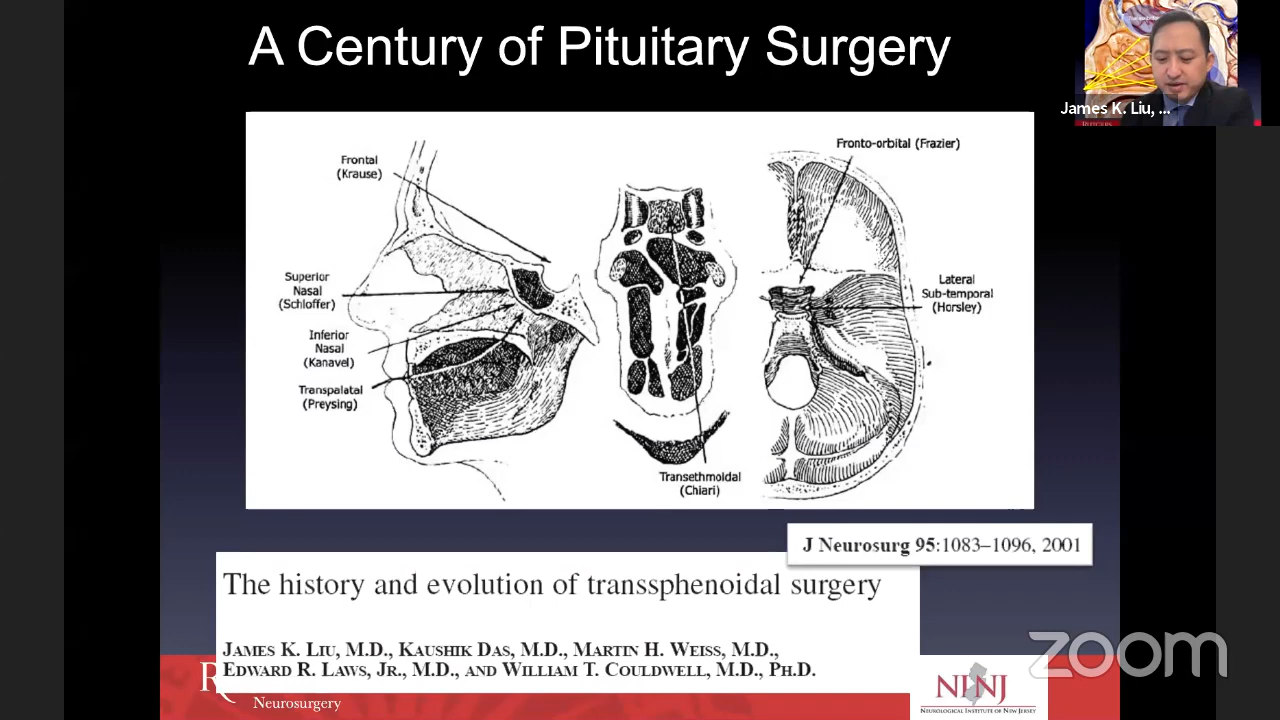 A Century of Pituitary Surgery
James K. Liu, ...
Frontal
(Krause)
Superior
Nasal
(Schloffer)
Inferior
Nasal
(Kanavel)
Transpalatal
(Preysing)
Transethmoidal
(Chiari)
Fronto-orbital (Frazier)
Lateral
Sub-temporal
(Horsley)
J Neurosurg 95:1083–1096, 2001
The history and evolution of transsphenoidal surgery
JAMES K. LIU, M.D., KAUSHIK DAS, M.D., MARTIN H. WEISS, M.D.,
EDWARD R. LAWS, JR., M.D., AND WILLIAM T. COULDWELL, M.D., PH.D.
Neurosurgery
NINJ
NEUROLOGICAL INSTITUTE OF NEW JERSEY
zoom